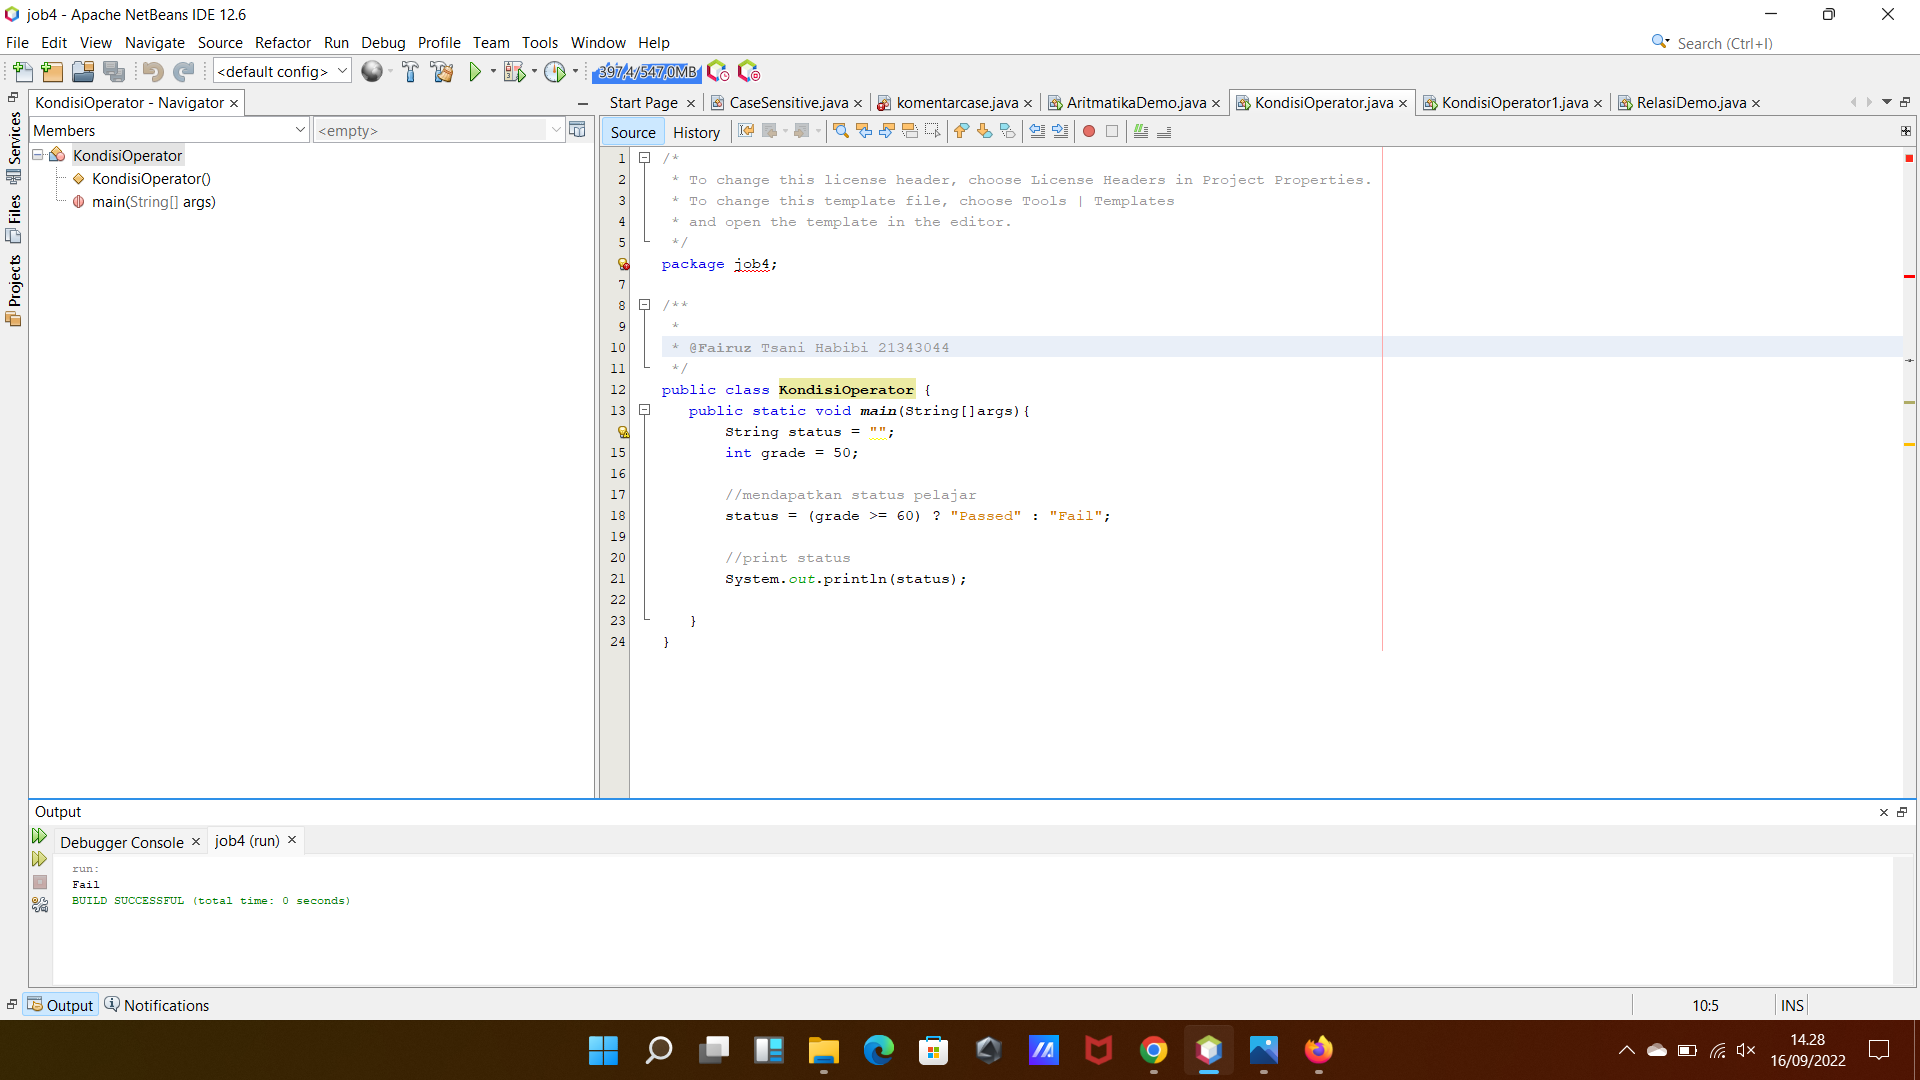 job4 - Apache NetBeans IDE 12.6
File Edit View Navigate Source Refactor Run Debug Profile Team Tools Window Help
Search (Ctrl+I)
<default config>
397,4/547,0MB
KondisiOperator - Navigator
Members
<empty>
KondisiOperator
KondisiOperator()
main(String[] args)
Services
Files
Projects
Start Page
CaseSensitive.java
komentarcase.java
AritmatikaDemo.java
KondisiOperator.java
KondisiOperator1.java
RelasiDemo.java
Source History
1 /*
2 * To change this license header, choose License Headers in Project Properties.
3 * To change this template file, choose Tools | Templates
4 * and open the template in the editor.
5 */
package job4;
7
8 /**
9 *
10 * @Fairuz Tsani Habibi 21343044
11 */
12 public class KondisiOperator {
13 public static void main(String[]args){
String status = "";
15 int grade = 50;
16
17 //mendapatkan status pelajar
18 status = (grade >= 60) ? "Passed" : "Fail";
19
20 //print status
21 System.out.println(status);
22
23 }
24 }
Output
Debugger Console
job4 (run)
run:
Fail
BUILD SUCCESSFUL (total time: 0 seconds)
Output
Notifications
10:5
INS
14.28
16/09/2022